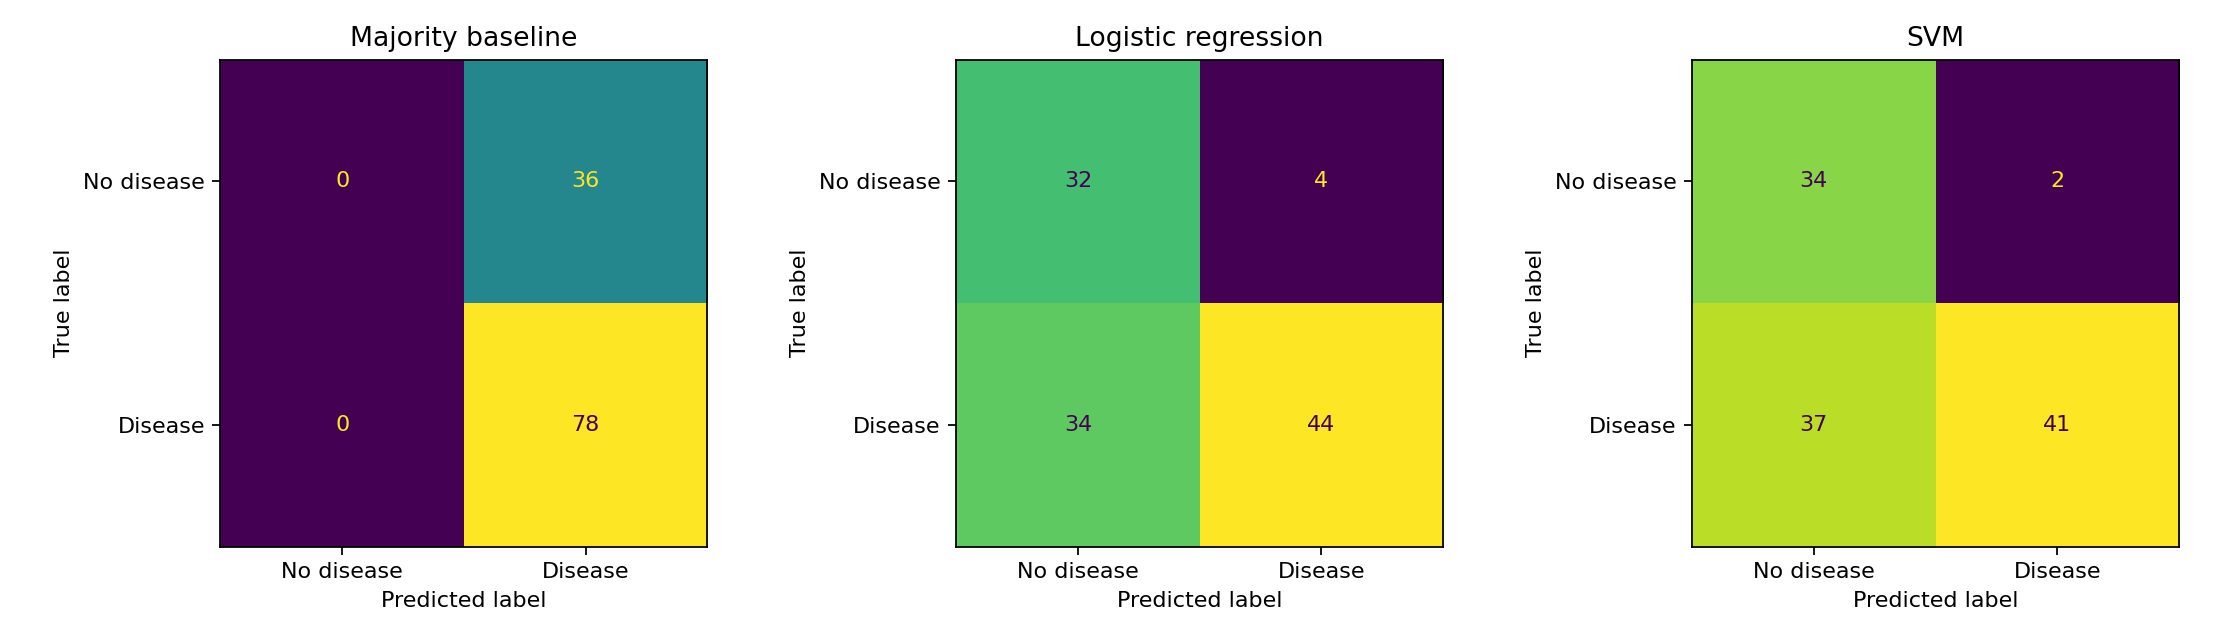 Majority baseline
No disease
Disease
True label
0
36
0
78
No disease
Disease
Predicted label
Logistic regression
No disease
Disease
True label
32
4
34
44
No disease
Disease
Predicted label
SVM
No disease
Disease
True label
34
2
37
41
No disease
Disease
Predicted label